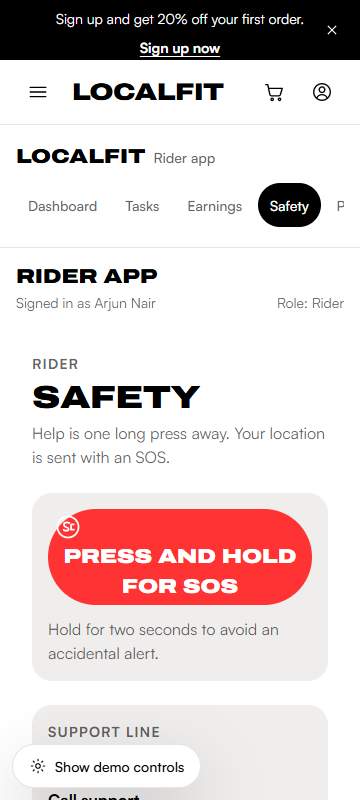 Sign up and get 20% off your first order.
Sign up now
LOCALFIT
LOCALFIT Rider app
Dashboard Tasks Earnings Safety P
RIDER APP
Signed in as Arjun Nair Role: Rider
RIDER
SAFETY
Help is one long press away. Your location
is sent with an SOS.
PRESS AND HOLD
FOR SOS
Hold for two seconds to avoid an
accidental alert.
SUPPORT LINE
Show demo controls
Call support